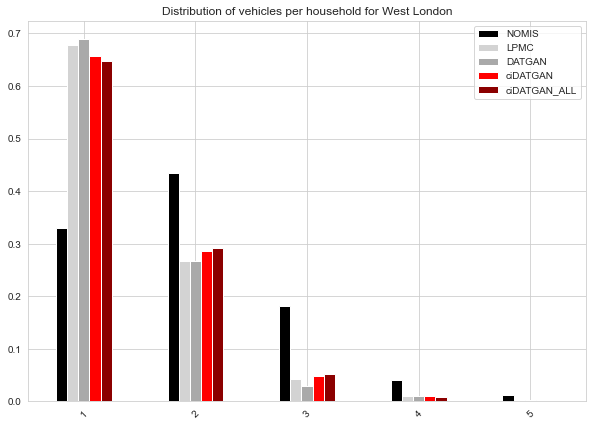 Distribution of vehicles per household for West London
NOMIS
LPMC
DATGAN
ciDATGAN
ciDATGAN_ALL
0.7
0.6
0.5
0.4
0.3
0.2
0.1
0.0
1
2
3
4
5